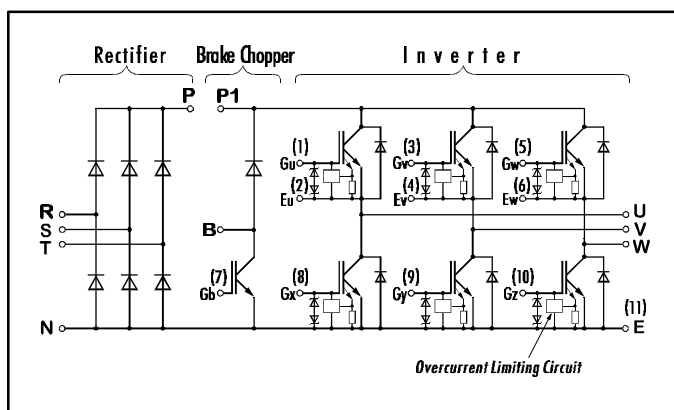 Rectifier Brake Chopper Inverter
P P1
(1) (3) (5)
Gu Gv Gw
(2) (4) (6)
Eu Ev Ew
R U
S B V
T W
(7) (8) (9) (10)
Gb Gx Gy Gz
(11)
N E
Overcurrent Limiting Circuit